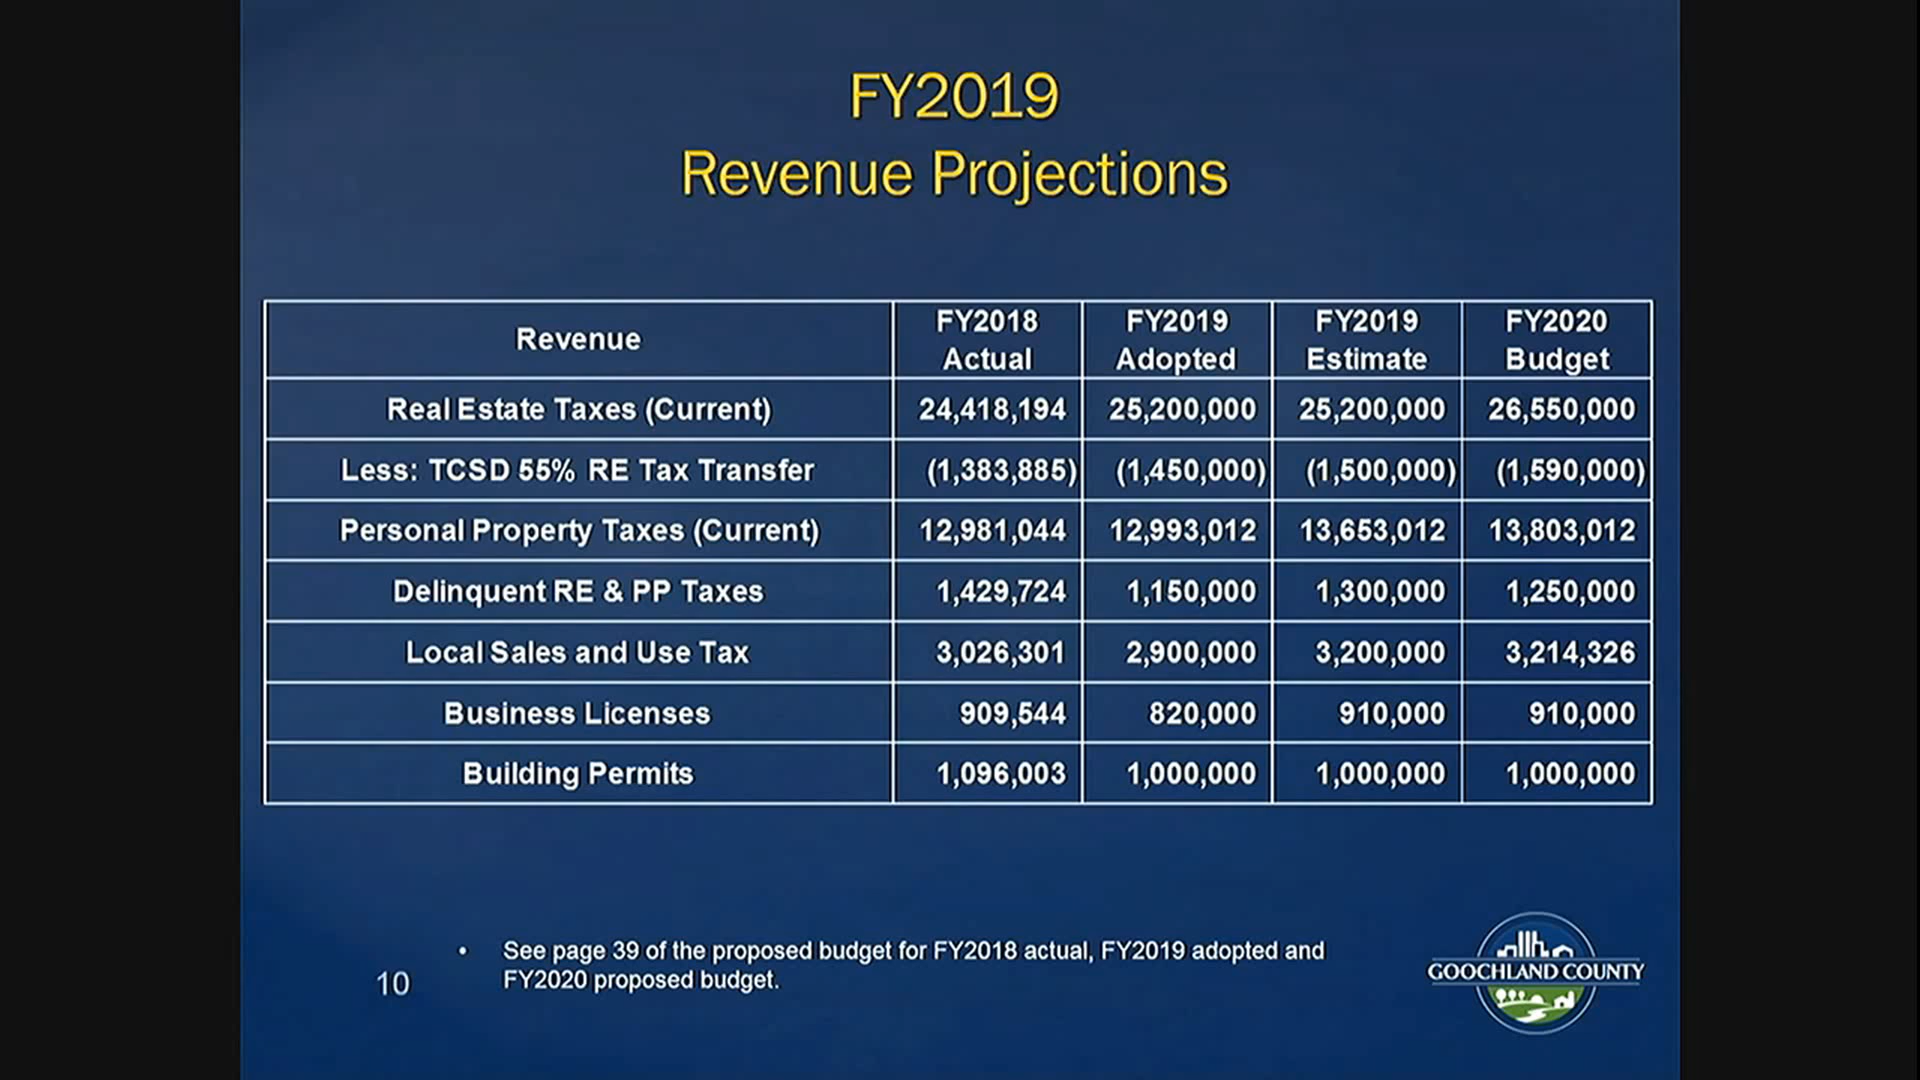 FY2019
Revenue Projections
Revenue FY2018 Actual FY2019 Adopted FY2019 Estimate FY2020 Budget
Real Estate Taxes (Current) 24,418,194 25,200,000 25,200,000 26,550,000
Less: TCSD 55% RE Tax Transfer (1,383,885) (1,450,000) (1,500,000) (1,590,000)
Personal Property Taxes (Current) 12,981,044 12,993,012 13,653,012 13,803,012
Delinquent RE & PP Taxes 1,429,724 1,150,000 1,300,000 1,250,000
Local Sales and Use Tax 3,026,301 2,900,000 3,200,000 3,214,326
Business Licenses 909,544 820,000 910,000 910,000
Building Permits 1,096,003 1,000,000 1,000,000 1,000,000
• See page 39 of the proposed budget for FY2018 actual, FY2019 adopted and
FY2020 proposed budget.
10
GOOCHLAND COUNTY